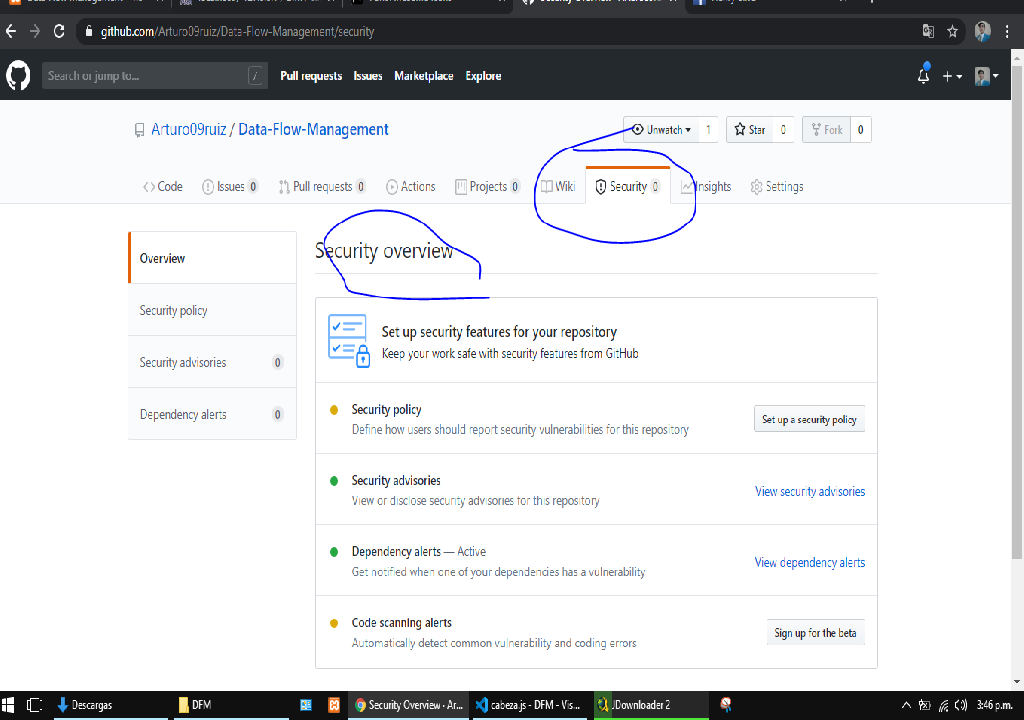 github.com/Arturo09ruiz/Data-Flow-Management/security
Search or jump to... /
Pull requests Issues Marketplace Explore
Arturo09ruiz / Data-Flow-Management
Unwatch 1 Star 0 Fork 0
Code Issues 0 Pull requests 0 Actions Projects 0 Wiki Security 0 Insights Settings
Overview
Security policy
Security advisories 0
Dependency alerts 0
Security overview
Set up security features for your repository
Keep your work safe with security features from GitHub
Security policy
Define how users should report security vulnerabilities for this repository
Set up a security policy
Security advisories
View or disclose security advisories for this repository
View security advisories
Dependency alerts — Active
Get notified when one of your dependencies has a vulnerability
View dependency alerts
Code scanning alerts
Automatically detect common vulnerability and coding errors
Sign up for the beta
Descargas DFM Security Overview · Ar... cabeza.js - DFM - Vis... JDownloader 2 3:46 p.m.